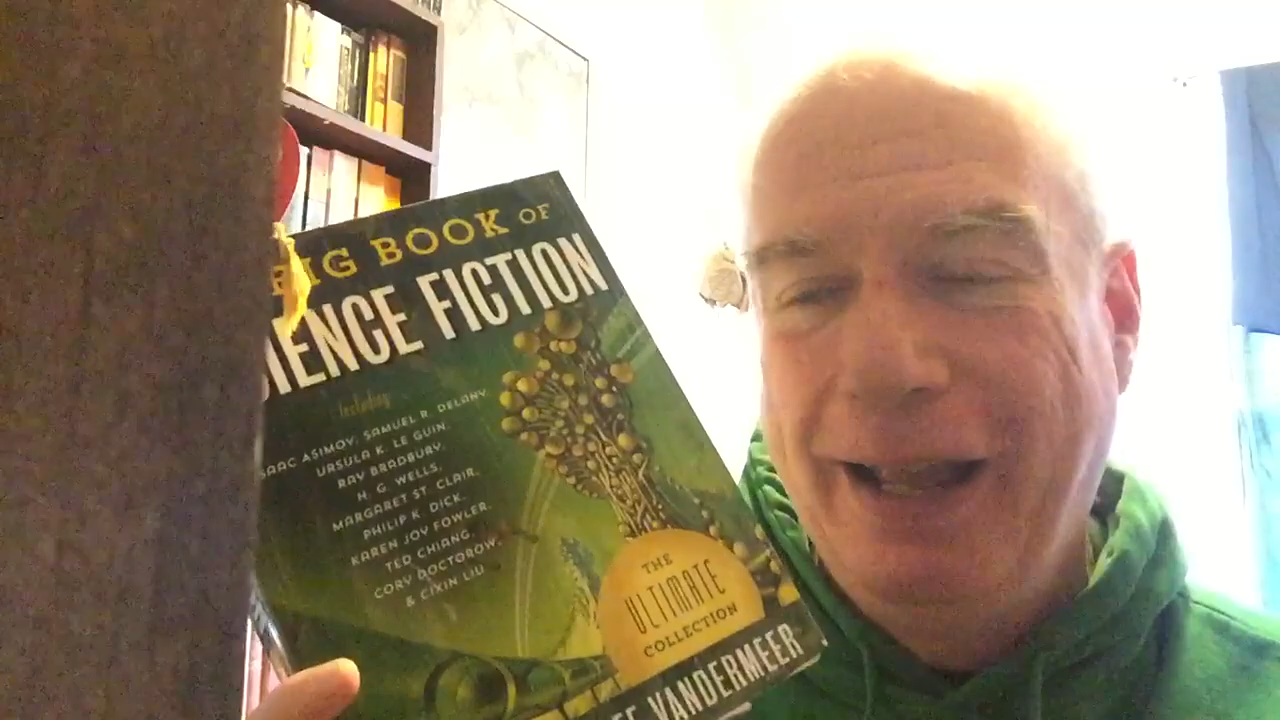 BIG BOOK OF
IENCE FICTION
Including
SAAC ASIMOV, SAMUEL R. DELANY,
URSULA K. LE GUIN,
RAY BRADBURY,
H. G. WELLS,
MARGARET ST. CLAIR,
PHILIP K. DICK,
KAREN JOY FOWLER,
TED CHIANG,
CORY DOCTOROW,
& CIXIN LIU
THE
ULTIMATE
COLLECTION
VANDERMEER